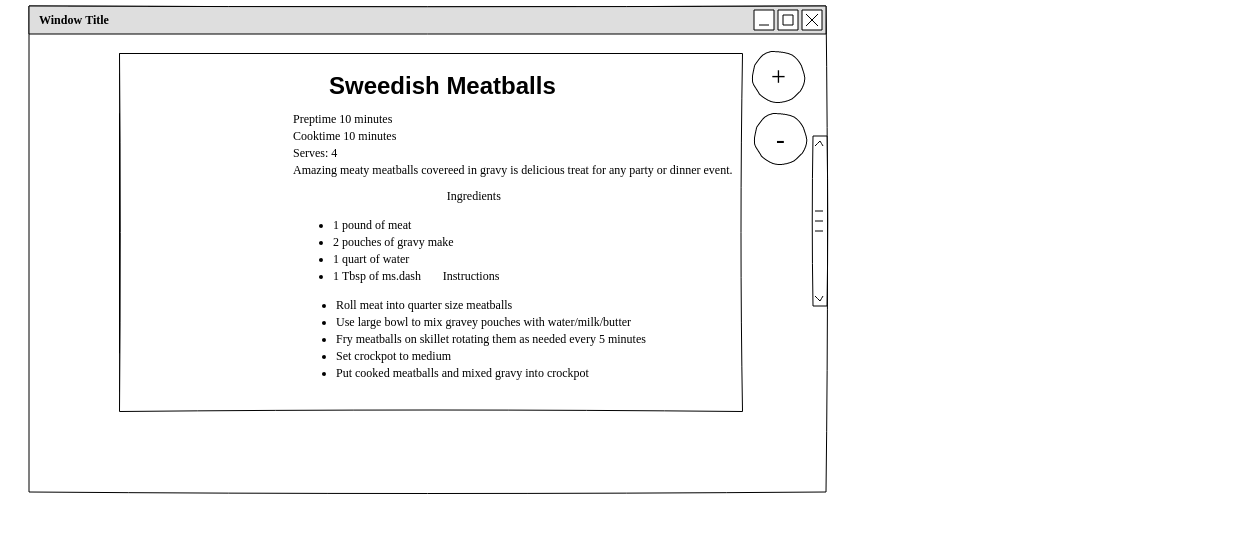 Window Title
Sweedish Meatballs
+
Preptime 10 minutes
Cooktime 10 minutes
-
Serves: 4
Amazing meaty meatballs covereed in gravy is delicious treat for any party or dinner event.
Ingredients
• 1 pound of meat
• 2 pouches of gravy make
• 1 quart of water
• 1 Tbsp of ms.dash Instructions
• Roll meat into quarter size meatballs
• Use large bowl to mix gravey pouches with water/milk/butter
• Fry meatballs on skillet rotating them as needed every 5 minutes
• Set crockpot to medium
• Put cooked meatballs and mixed gravy into crockpot